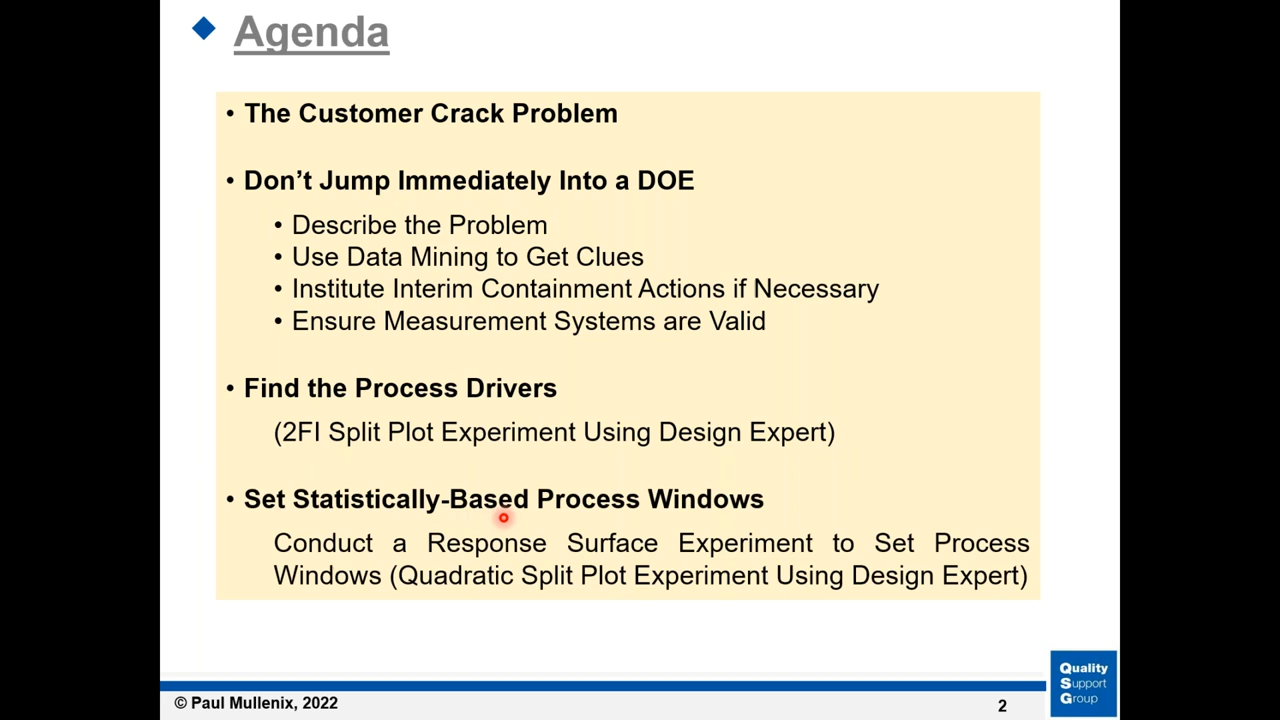 Agenda
• The Customer Crack Problem
• Don’t Jump Immediately Into a DOE
• Describe the Problem
• Use Data Mining to Get Clues
• Institute Interim Containment Actions if Necessary
• Ensure Measurement Systems are Valid
• Find the Process Drivers
(2FI Split Plot Experiment Using Design Expert)
• Set Statistically-Based Process Windows
Conduct a Response Surface Experiment to Set Process
Windows (Quadratic Split Plot Experiment Using Design Expert)
© Paul Mullenix, 2022
2
Quality
Support
Group